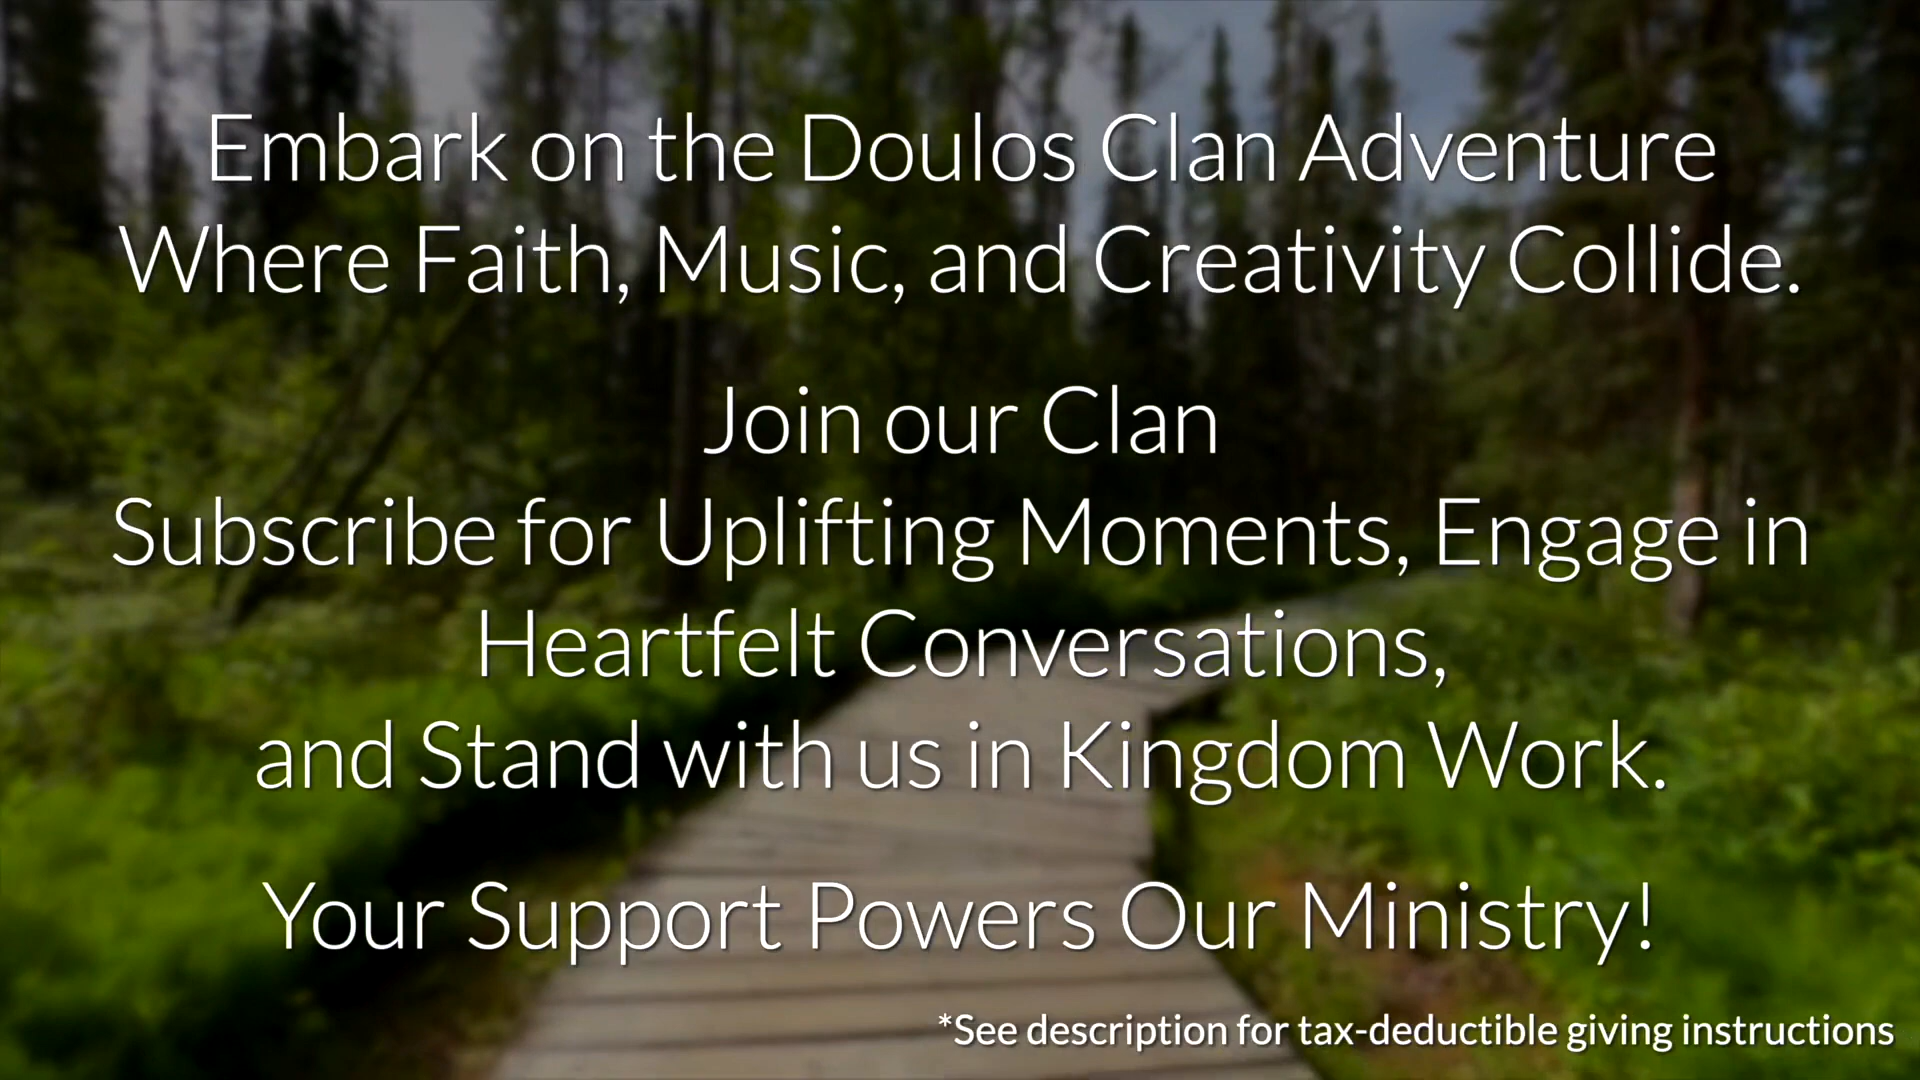 Embark on the Doulos Clan Adventure
Where Faith, Music, and Creativity Collide.
Join our Clan
Subscribe for Uplifting Moments, Engage in
Heartfelt Conversations,
and Stand with us in Kingdom Work.
Your Support Powers Our Ministry!
*See description for tax-deductible giving instructions